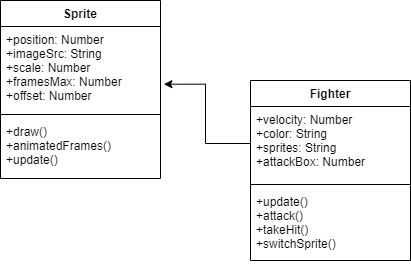 Sprite
+position: Number
+imageSrc: String
+scale: Number
+framesMax: Number
+offset: Number
+draw()
+animatedFrames()
+update()
Fighter
+velocity: Number
+color: String
+sprites: String
+attackBox: Number
+update()
+attack()
+takeHit()
+switchSprite()